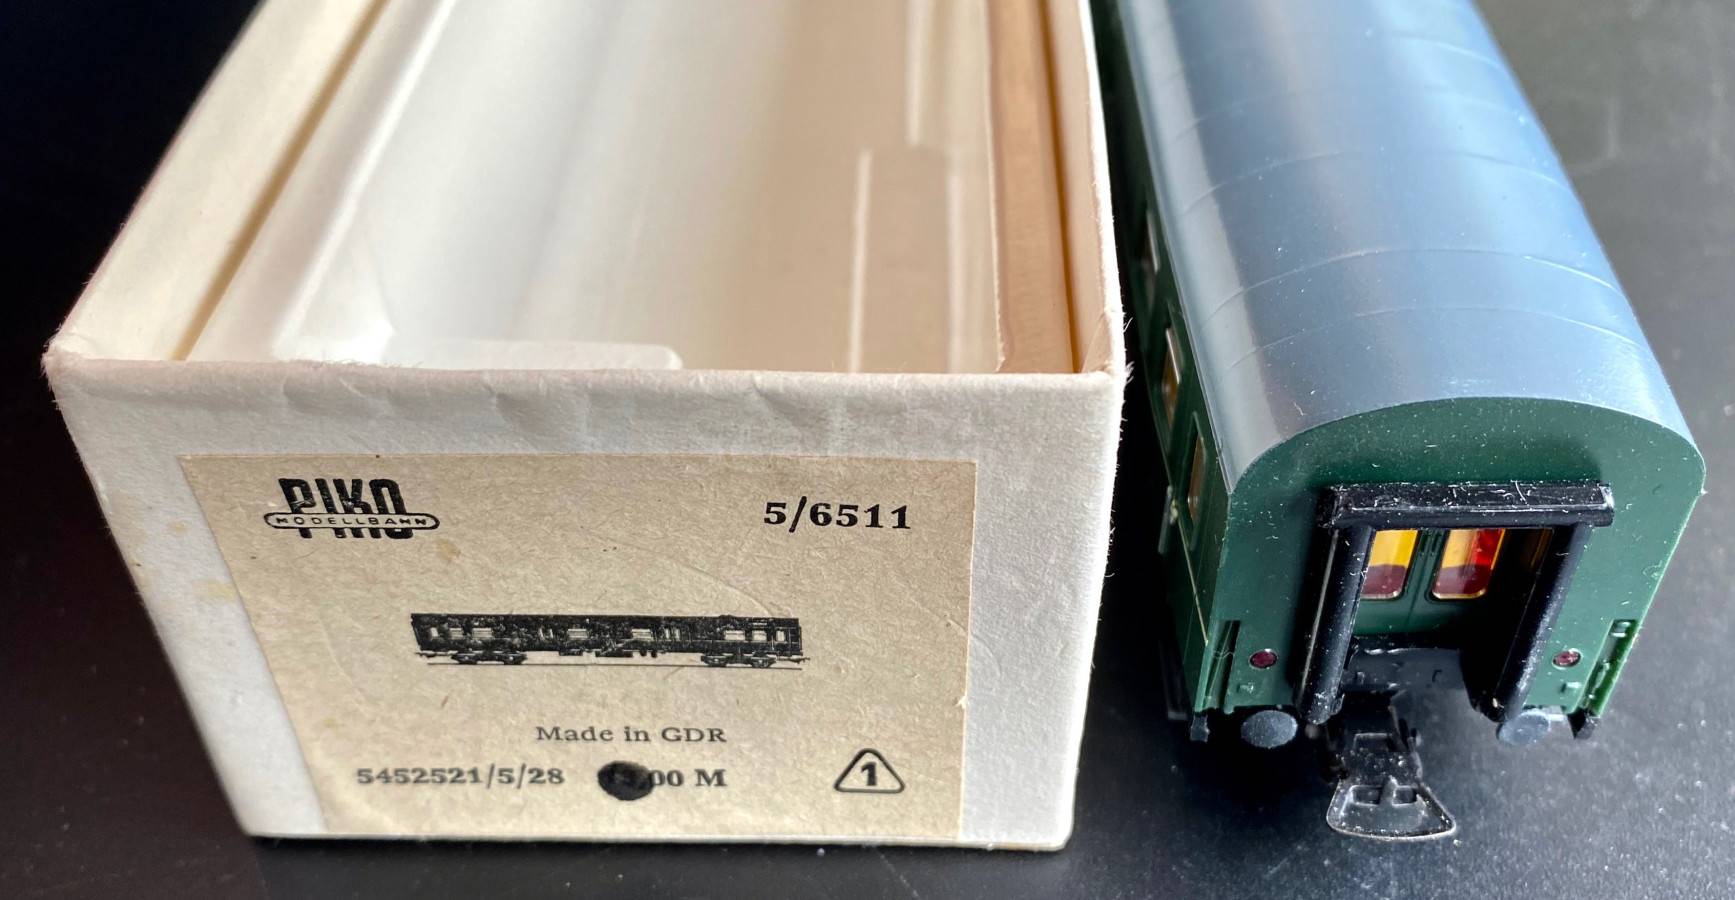 PIKO
MODELLBAHN
5/6511
Made in GDR
5452521/5/28 00 M
1